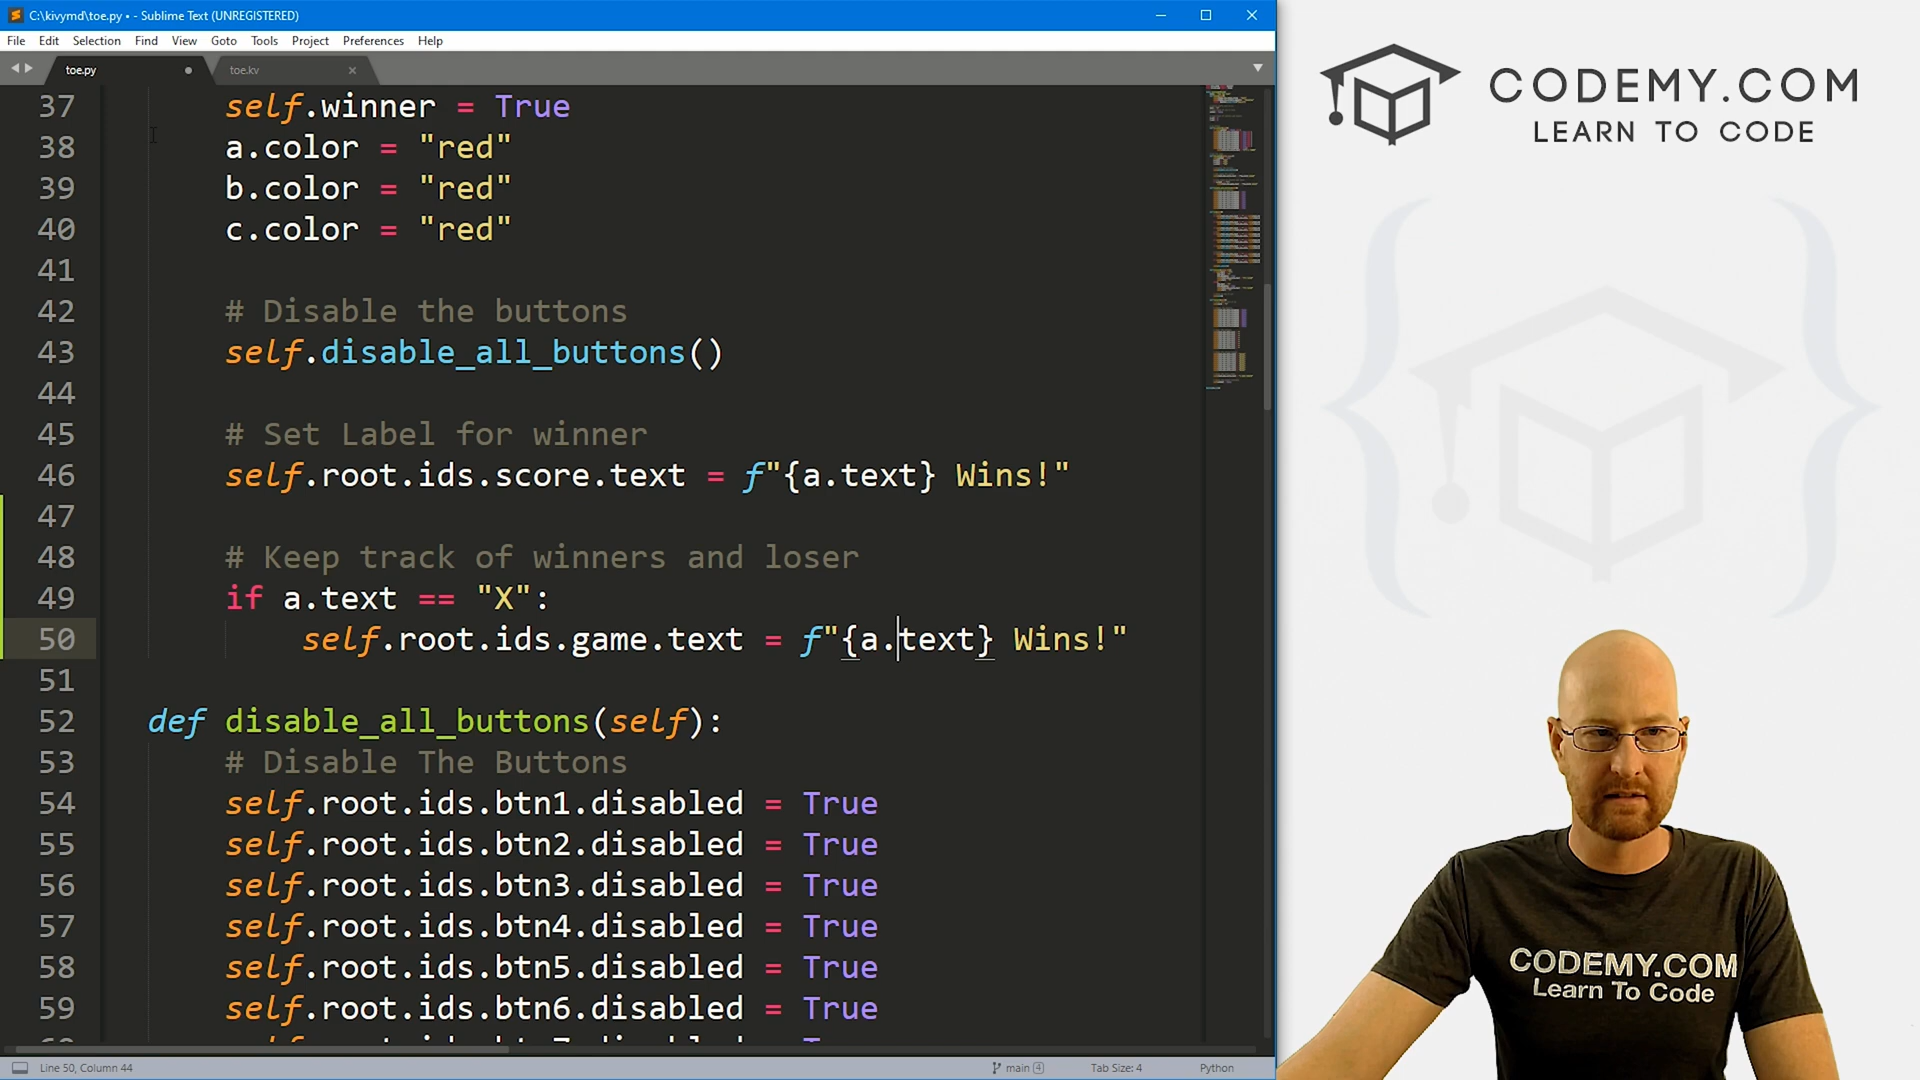 C:\kivymd\toe.py • - Sublime Text (UNREGISTERED)
File Edit Selection Find View Goto Tools Project Preferences Help
toe.py
toe.kv
37 self.winner = True
38 a.color = "red"
39 b.color = "red"
40 c.color = "red"
41
42 # Disable the buttons
43 self.disable_all_buttons()
44
45 # Set Label for winner
46 self.root.ids.score.text = f"{a.text} Wins!"
47
48 # Keep track of winners and loser
49 if a.text == "X":
50 self.root.ids.game.text = f"{a.text} Wins!"
51
52 def disable_all_buttons(self):
53 # Disable The Buttons
54 self.root.ids.btn1.disabled = True
55 self.root.ids.btn2.disabled = True
56 self.root.ids.btn3.disabled = True
57 self.root.ids.btn4.disabled = True
58 self.root.ids.btn5.disabled = True
59 self.root.ids.btn6.disabled = True
Line 50, Column 44
main 4
Tab Size: 4
Python
CODEMY.COM
LEARN TO CODE
CODEMY.COM
Learn To Code